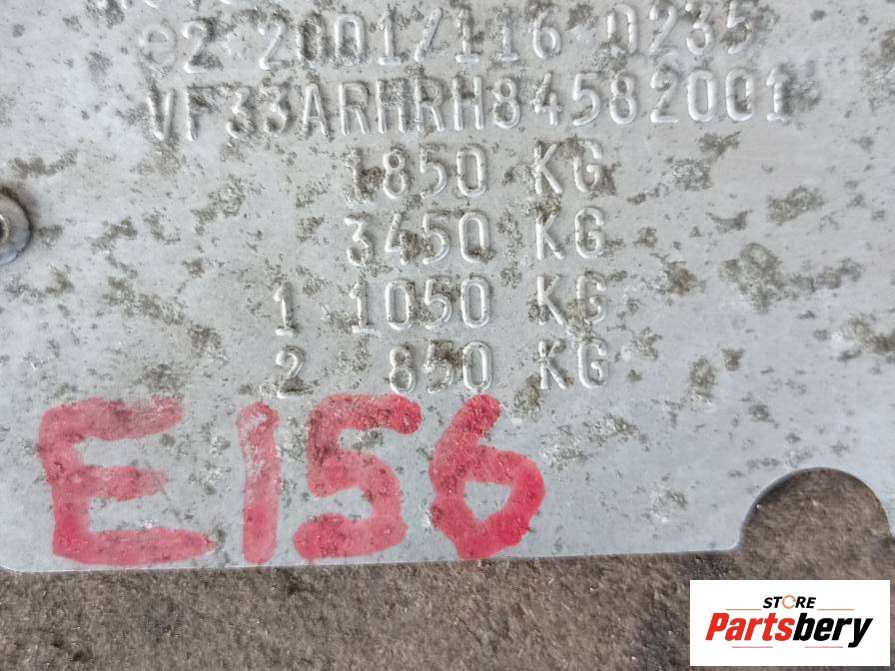 e2*2001/116*0235
VF33ARHRH84582001
1850 KG
3450 KG
1 1050 KG
2 850 KG
E156
STORE
Partsbery